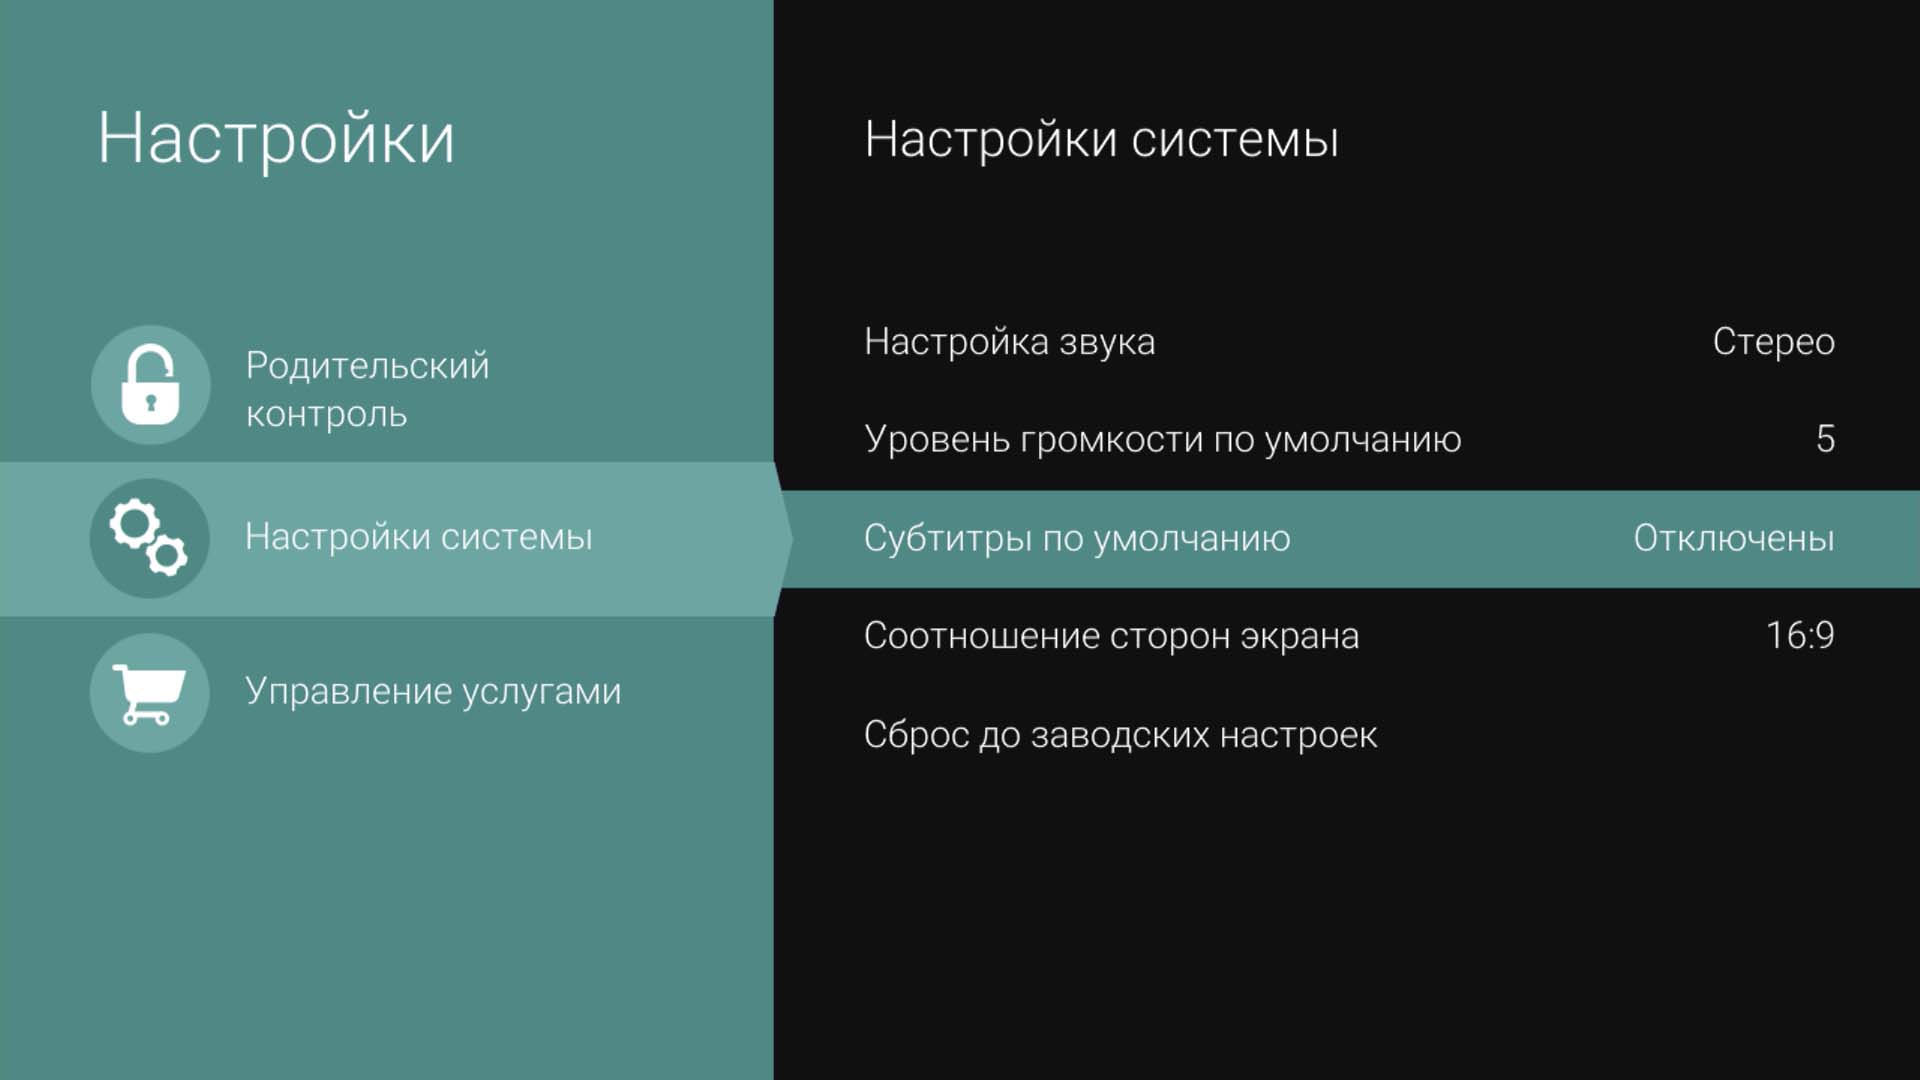 Настройки
Родительский
контроль
Настройки системы
Управление услугами
Настройки системы
Настройка звука Стерео
Уровень громкости по умолчанию 5
Субтитры по умолчанию Отключены
Соотношение сторон экрана 16:9
Сброс до заводских настроек